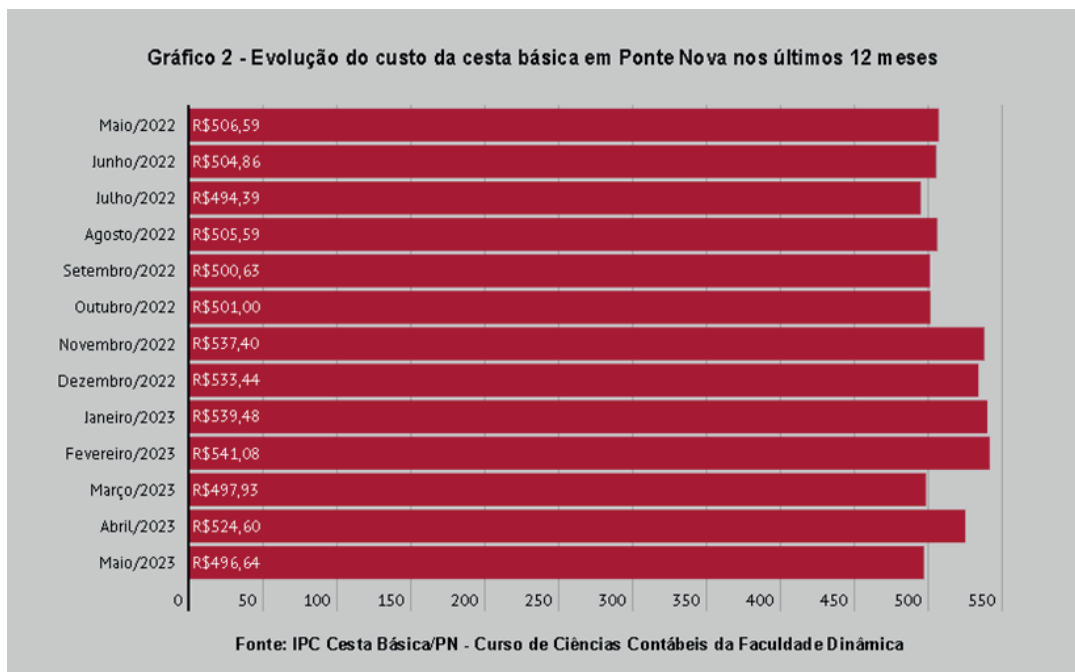 Gráfico 2 - Evolução do custo da cesta básica em Ponte Nova nos últimos 12 meses
Maio/2022 R$506,59
Junho/2022 R$504,86
Julho/2022 R$494,39
Agosto/2022 R$505,59
Setembro/2022 R$500,63
Outubro/2022 R$501,00
Novembro/2022 R$537,40
Dezembro/2022 R$533,44
Janeiro/2023 R$539,48
Fevereiro/2023 R$541,08
Março/2023 R$497,93
Abril/2023 R$524,60
Maio/2023 R$496,64
0 50 100 150 200 250 300 350 400 450 500 550
Fonte: IPC Cesta Básica/PN - Curso de Ciências Contábeis da Faculdade Dinâmica